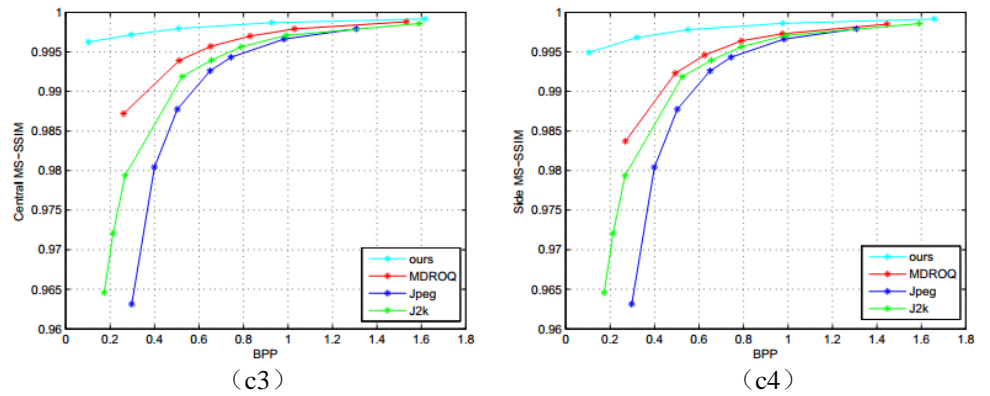 1
0.995
0.99
0.985
0.98
0.975
0.97
0.965
0.96
Central MS-SSIM
0 0.2 0.4 0.6 0.8 1 1.2 1.4 1.6 1.8
BPP
ours
MDROQ
Jpeg
J2k
（c3）
1
0.995
0.99
0.985
0.98
0.975
0.97
0.965
0.96
Side MS-SSIM
0 0.2 0.4 0.6 0.8 1 1.2 1.4 1.6 1.8
BPP
ours
MDROQ
Jpeg
J2k
（c4）